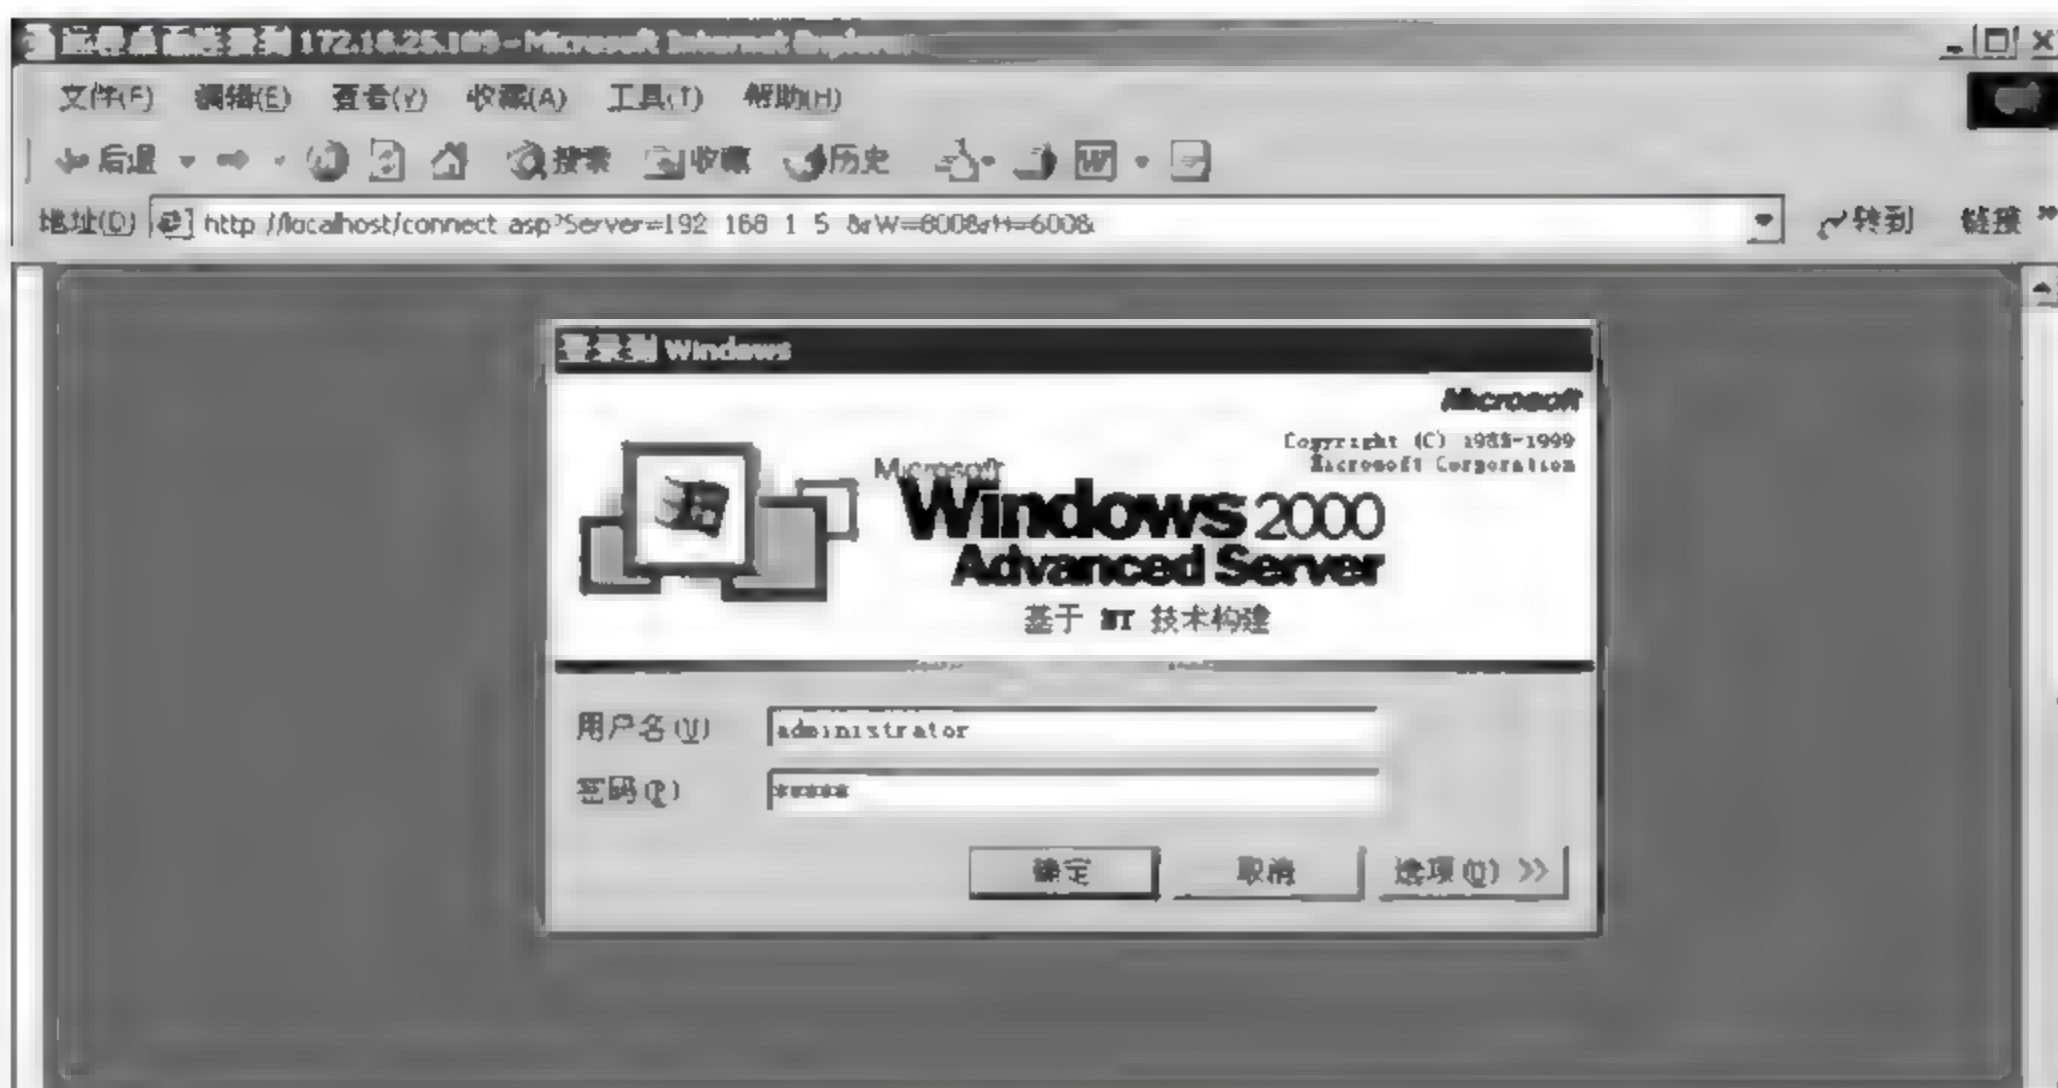 172.18.25.109 - Microsoft Internet Explorer
文件(F) 编辑(E) 查看(V) 收藏(A) 工具(T) 帮助(H)
后退 搜索 收藏 历史
地址(D) http //localhost/connect asp?Server=192 168 1 5 &rW=800&rH=600& 转到 链接 »
登录到 Windows
Microsoft
Copyright (C) 1985-1999
Microsoft Corporation
Microsoft
Windows 2000
Advanced Server
基于 NT 技术构建
用户名(U) administrator
密码(P) *****
确定 取消 选项(O) >>